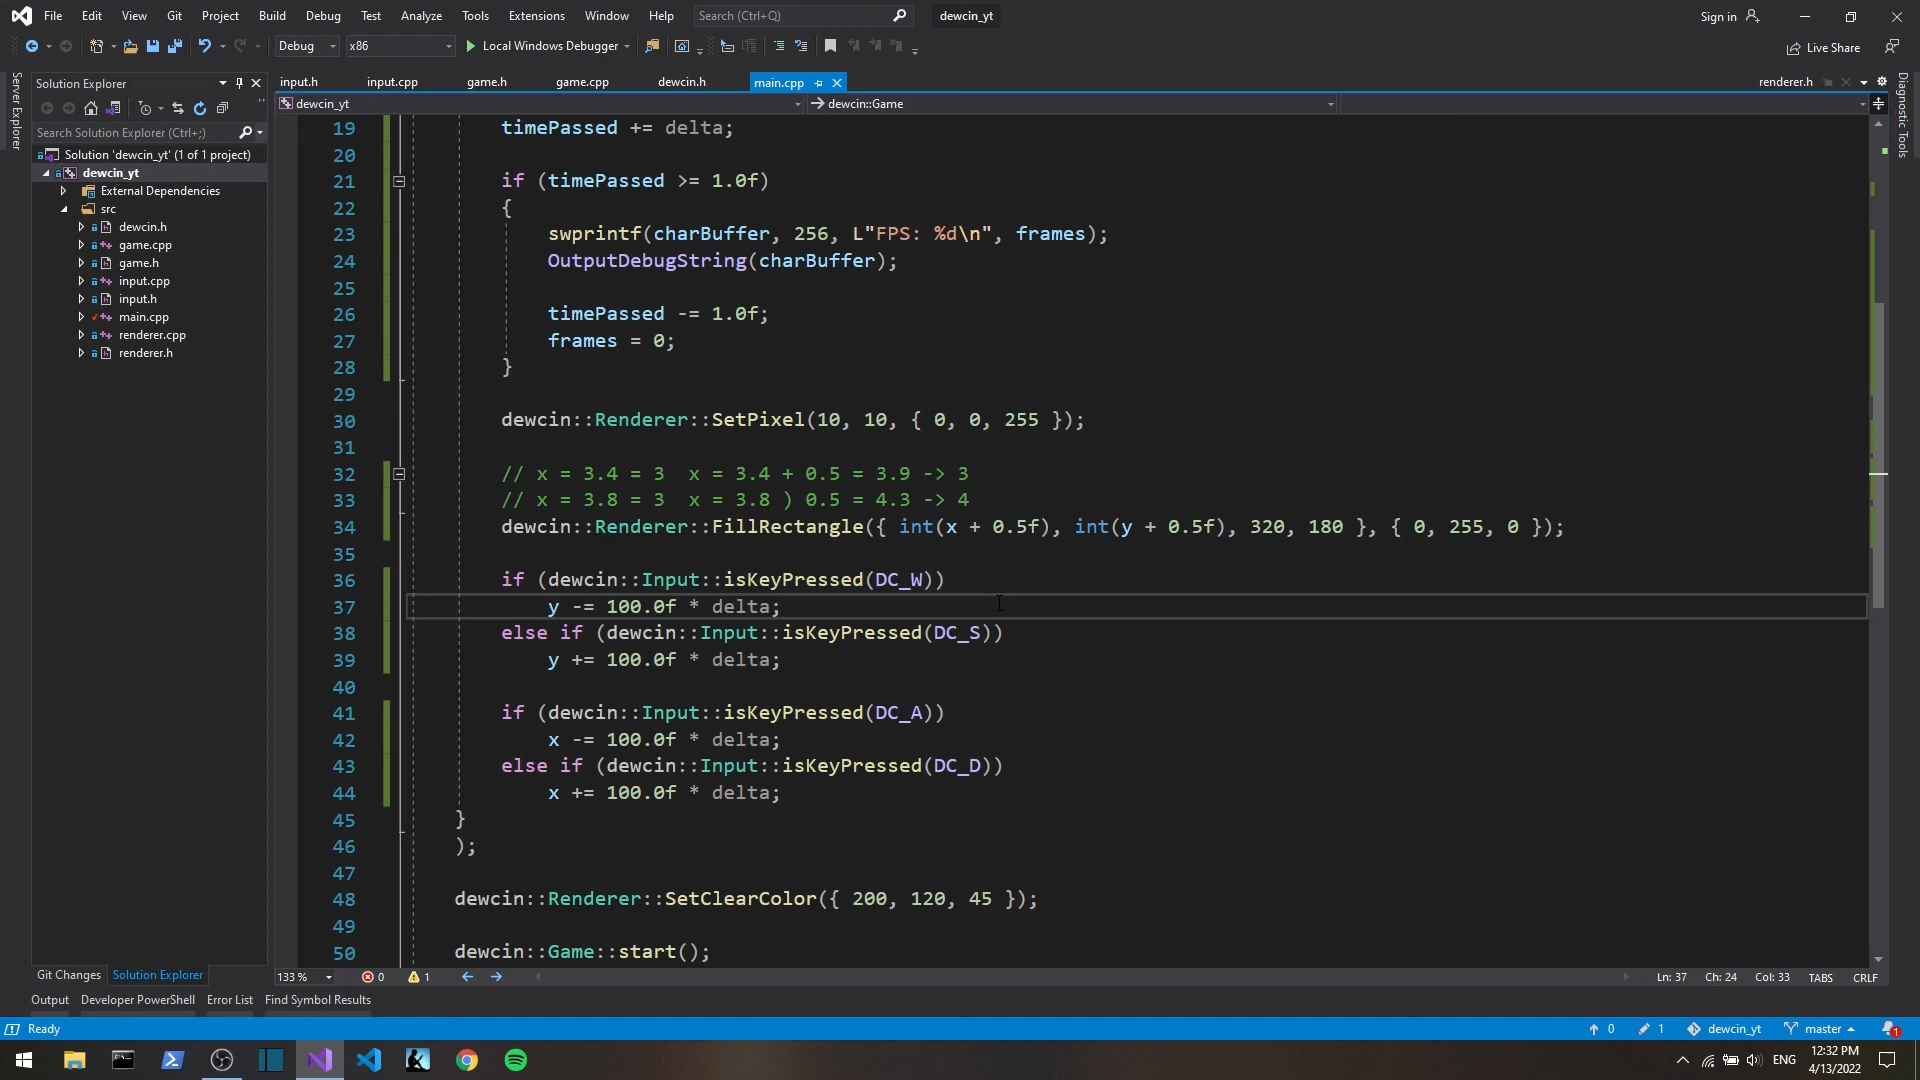 File Edit View Git Project Build Debug Test Analyze Tools Extensions Window Help Search (Ctrl+Q) dewcin_yt Sign in
Debug x86 Local Windows Debugger Live Share
Server Explorer
Solution Explorer
Search Solution Explorer (Ctrl+;)
Solution 'dewcin_yt' (1 of 1 project)
dewcin_yt
External Dependencies
src
dewcin.h
game.cpp
game.h
input.cpp
input.h
main.cpp
renderer.cpp
renderer.h
Git Changes Solution Explorer
input.h input.cpp game.h game.cpp dewcin.h main.cpp renderer.h
dewcin_yt dewcin::Game
19 timePassed += delta;
20
21 if (timePassed >= 1.0f)
22 {
23 swprintf(charBuffer, 256, L"FPS: %d\n", frames);
24 OutputDebugString(charBuffer);
25
26 timePassed -= 1.0f;
27 frames = 0;
28 }
29
30 dewcin::Renderer::SetPixel(10, 10, { 0, 0, 255 });
31
32 // x = 3.4 = 3  x = 3.4 + 0.5 = 3.9 -> 3
33 // x = 3.8 = 3  x = 3.8 ) 0.5 = 4.3 -> 4
34 dewcin::Renderer::FillRectangle({ int(x + 0.5f), int(y + 0.5f), 320, 180 }, { 0, 255, 0 });
35
36 if (dewcin::Input::isKeyPressed(DC_W))
37 y -= 100.0f * delta;
38 else if (dewcin::Input::isKeyPressed(DC_S))
39 y += 100.0f * delta;
40
41 if (dewcin::Input::isKeyPressed(DC_A))
42 x -= 100.0f * delta;
43 else if (dewcin::Input::isKeyPressed(DC_D))
44 x += 100.0f * delta;
45 }
46 );
47
48 dewcin::Renderer::SetClearColor({ 200, 120, 45 });
49
50 dewcin::Game::start();
Diagnostic Tools
133 % 0 1 Ln: 37 Ch: 24 Col: 33 TABS CRLF
Output Developer PowerShell Error List Find Symbol Results
Ready 0 1 dewcin_yt master 1
ENG 12:32 PM
4/13/2022